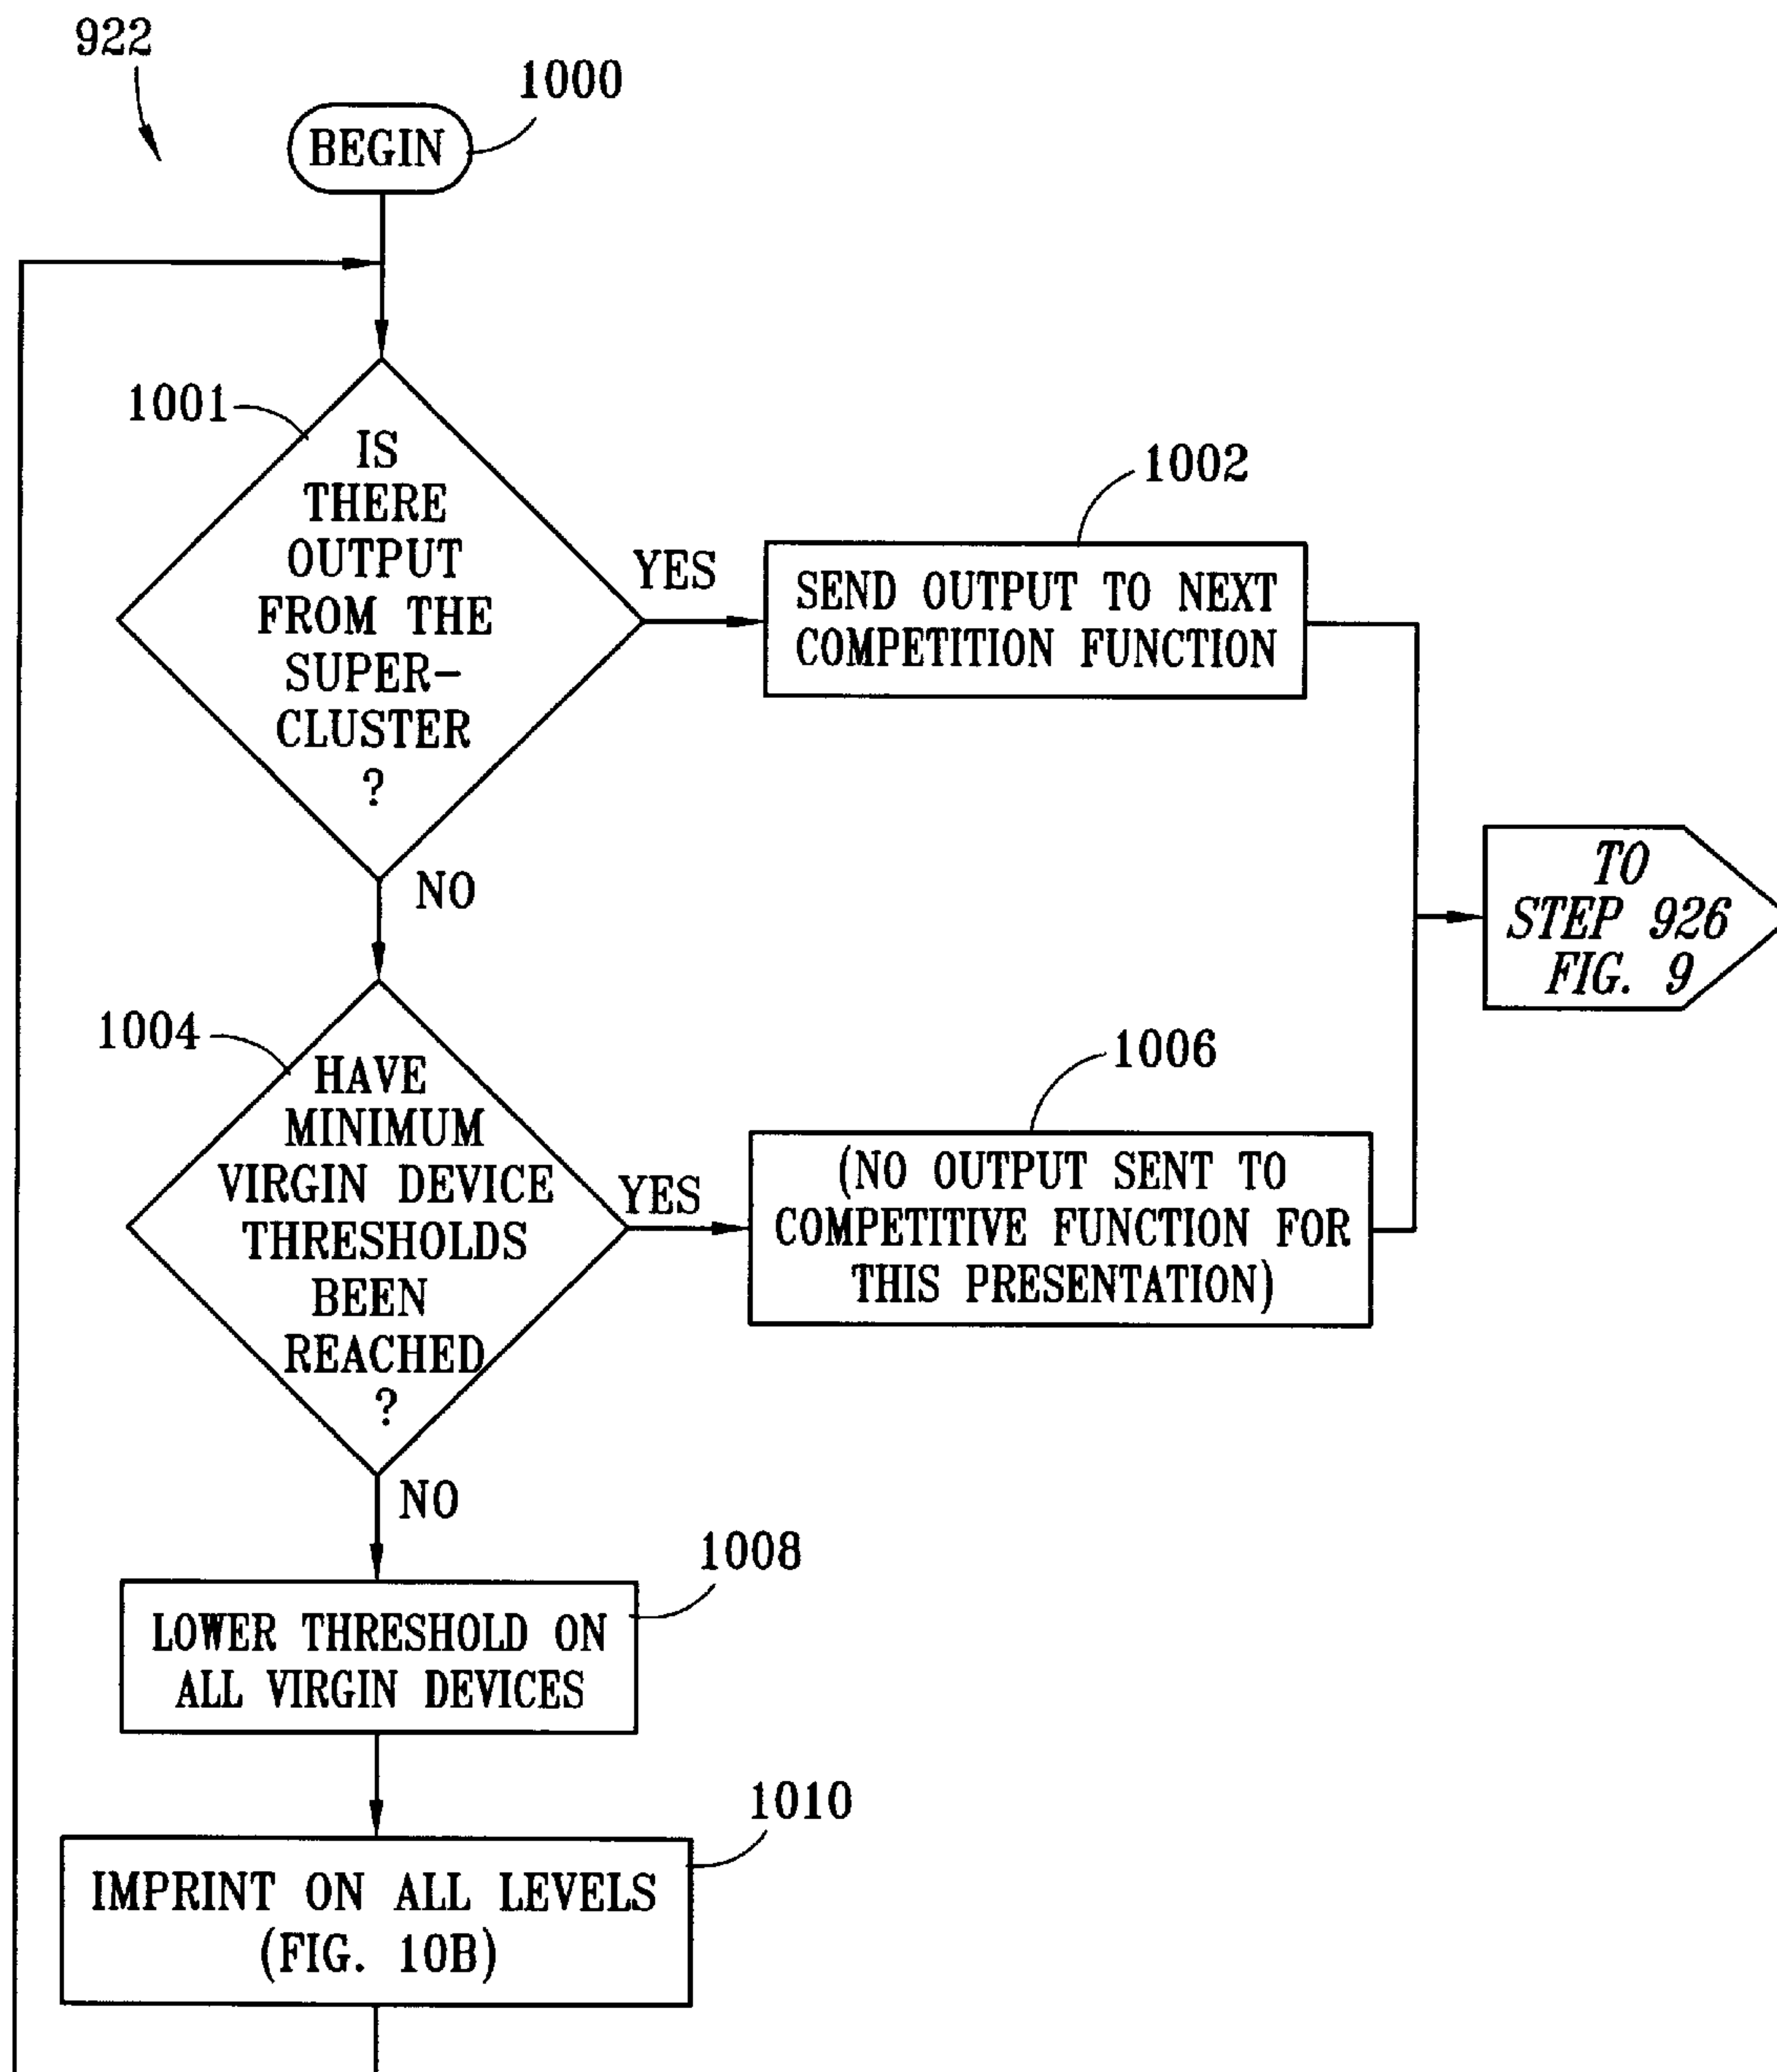 922
1000
BEGIN
1001
IS
THERE
OUTPUT
FROM THE
SUPER-
CLUSTER
?
YES
1002
SEND OUTPUT TO NEXT
COMPETITION FUNCTION
NO
TO
STEP 926
FIG. 9
1004
HAVE
MINIMUM
VIRGIN DEVICE
THRESHOLDS
BEEN
REACHED
?
YES
1006
(NO OUTPUT SENT TO
COMPETITIVE FUNCTION FOR
THIS PRESENTATION)
NO
1008
LOWER THRESHOLD ON
ALL VIRGIN DEVICES
1010
IMPRINT ON ALL LEVELS
(FIG. 10B)